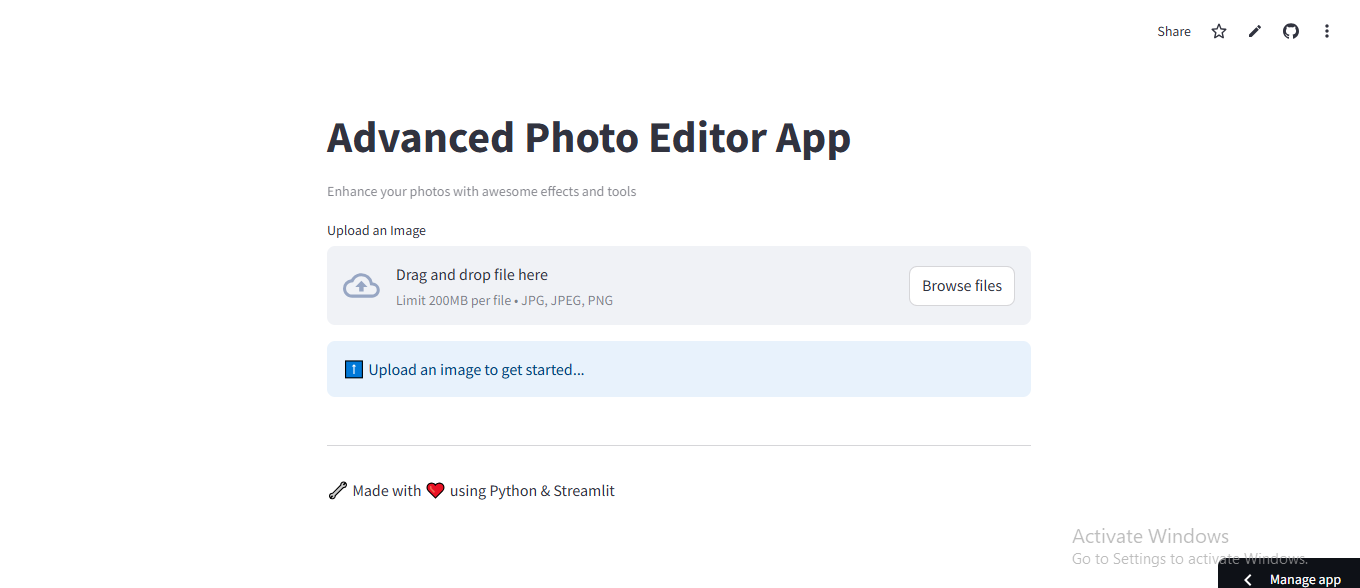 Share
Advanced Photo Editor App
Enhance your photos with awesome effects and tools
Upload an Image
Drag and drop file here
Limit 200MB per file • JPG, JPEG, PNG
Browse files
Upload an image to get started...
Made with ❤️ using Python & Streamlit
Activate Windows
Go to Settings to activate Windows.
Manage app